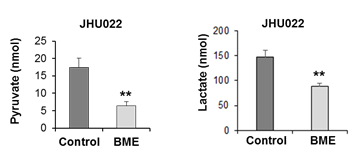 JHU022
Pyruvate (nmol)
25
20
15
10
5
0
**
Control
BME
JHU022
Lactate (nmol)
200
150
100
50
0
**
Control
BME